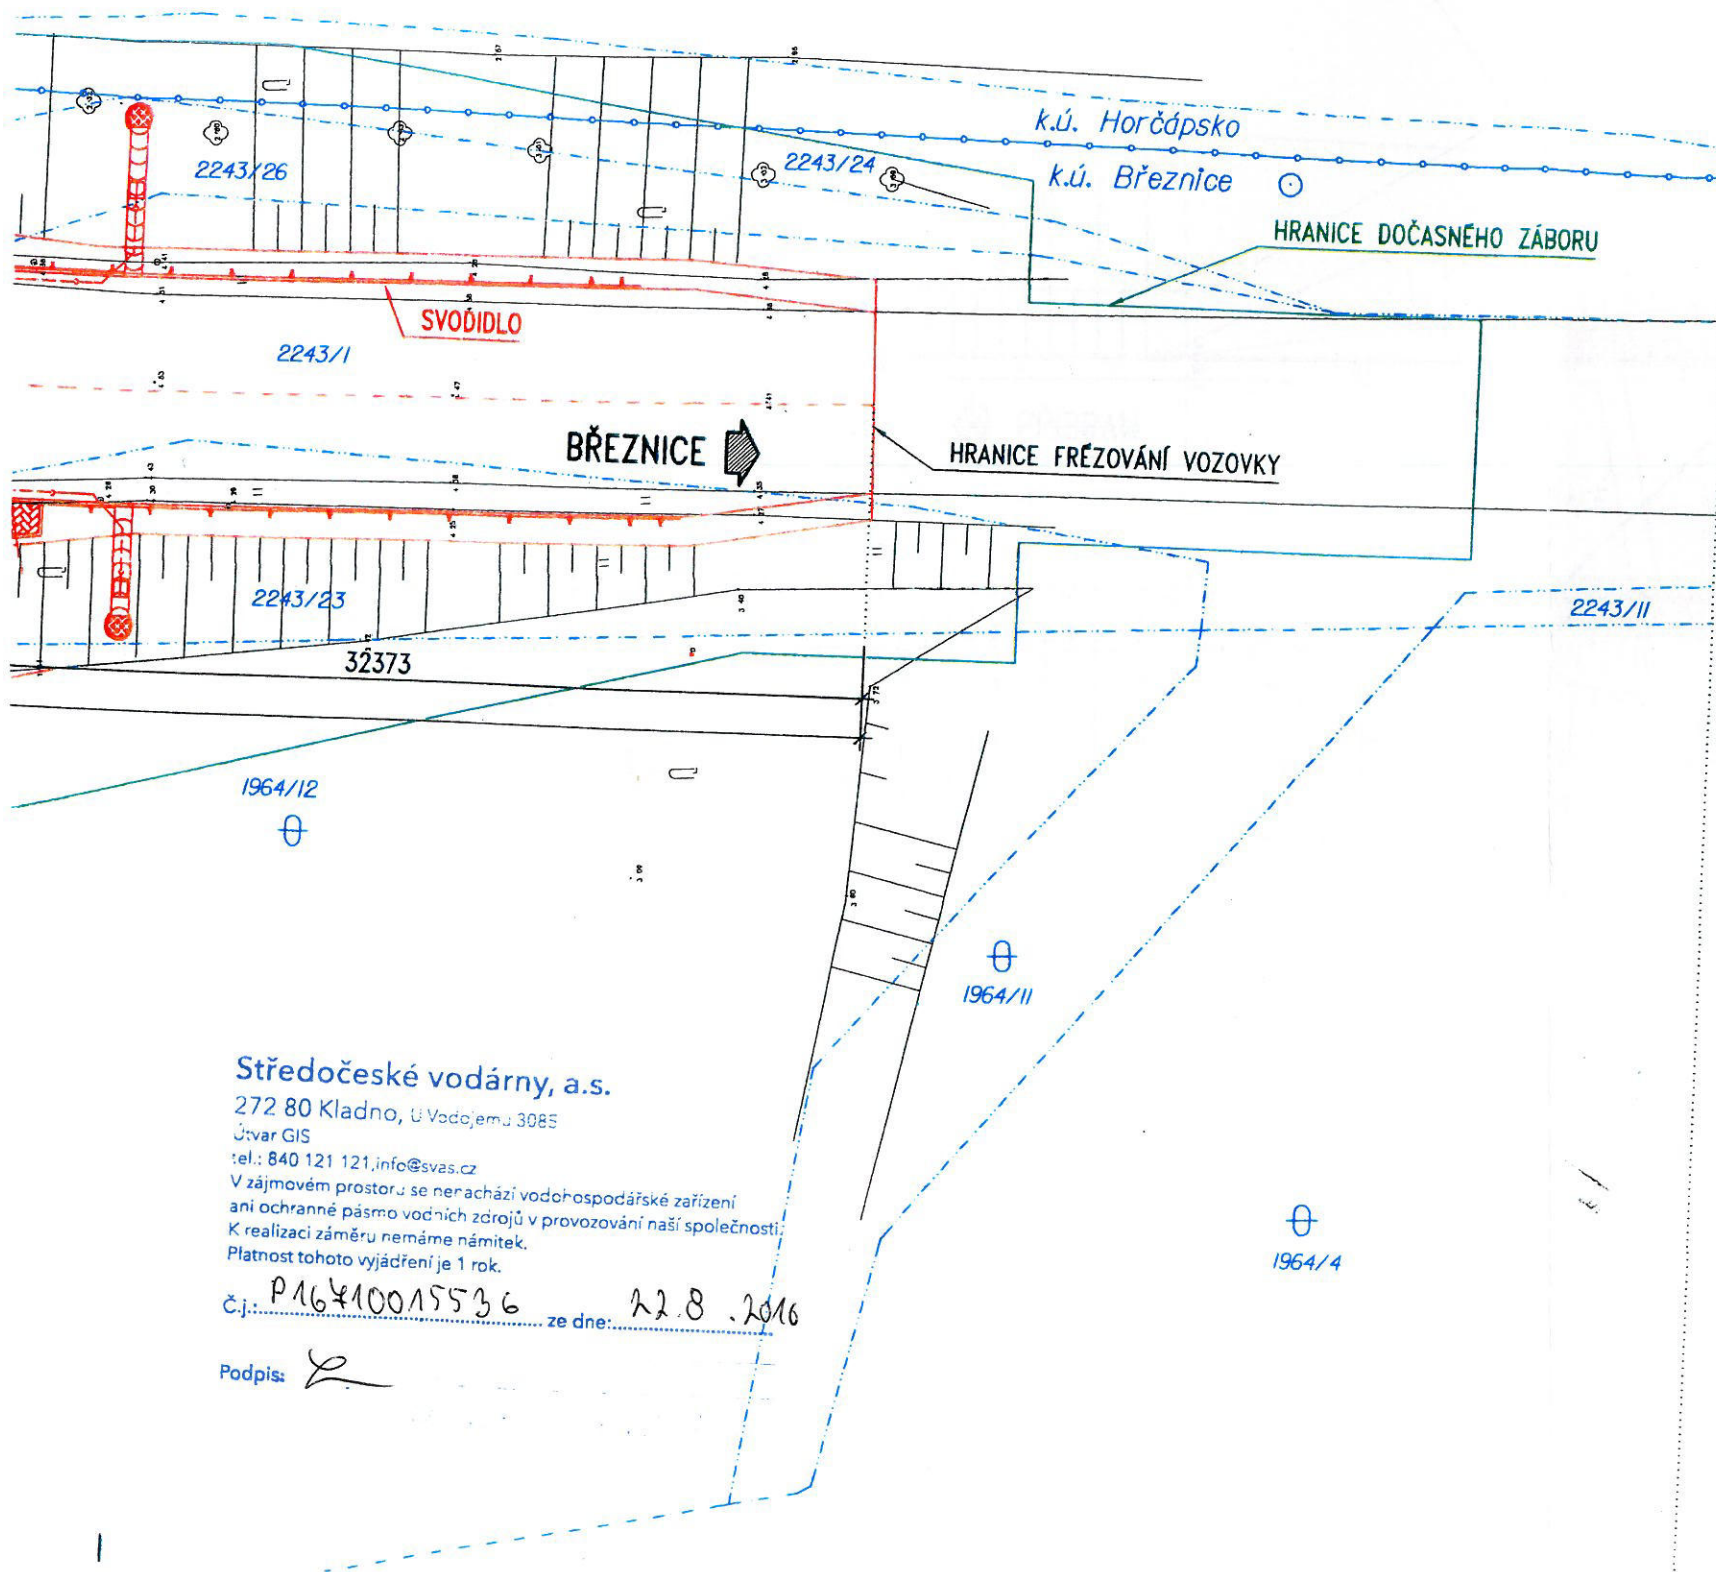 k.ú. Horčápsko
k.ú. Březnice
2243/26
2243/24
HRANICE DOČASNÉHO ZÁBORU
SVODIDLO
2243/1
BŘEZNICE
HRANICE FRÉZOVÁNÍ VOZOVKY
2243/23
2243/11
32373
1964/12
1964/11
1964/4
Středočeské vodárny, a.s.
272 80 Kladno, U Vodojemu 3085
Útvar GIS
tel.: 840 121 121, info@svas.cz
V zájmovém prostoru se nenachází vodohospodářské zařízení
ani ochranné pásmo vodních zdrojů v provozování naší společnosti.
K realizaci záměru nemáme námitek.
Platnost tohoto vyjádření je 1 rok.
Č.j.: P16710015536 ze dne: 22.8.2016
Podpis: